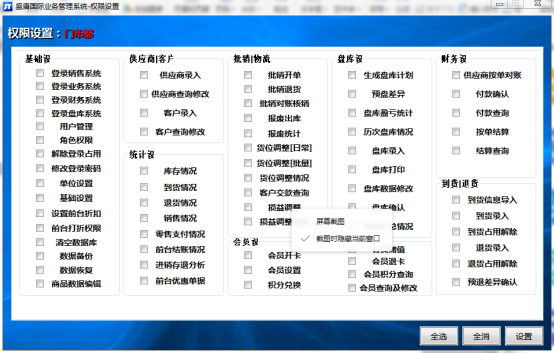 盛唐国际业务管理系统-权限设置
权限设置：门市部
基础设
登录销售系统
登录业务系统
登录财务系统
登录盘库系统
用户管理
角色权限
解除登录占用
修改登录密码
单位设置
基础设置
设置前台折扣
前台打折权限
清空数据库
数据备份
数据恢复
商品数据编辑
供应商|客户
供应商录入
供应商查询修改
客户录入
客户查询修改
统计设
库存情况
到货情况
退货情况
销售情况
零售支付情况
前台结账情况
进销存退分析
前台优惠单据
批销|物流
批销开单
批销退货
批销对账核销
报废出库
报废统计
货位调整[日常]
货位调整[批量]
货位调整情况
客户交款查询
损益调整
损益调整
会员设
会员开卡
会员设置
积分兑换
盘库设
生成盘库计划
预盘差异
盘库盈亏统计
历次盘库情况
盘库录入
盘库打印
盘库数据修改
盘库确认
总情况
储值
会员退卡
会员积分查询
会员查询及修改
屏幕截图
截图时隐藏当前窗口
财务设
供应商按单对账
付款确认
付款查询
按单结算
结算查询
到货|退货
到货信息导入
到货录入
到货占用解除
退货录入
退货占用解除
预退差异确认
全选
全消
设置